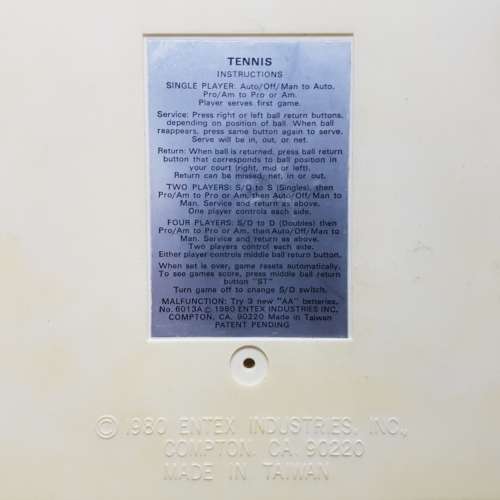 TENNIS
INSTRUCTIONS
SINGLE PLAYER: Auto/Off/Man to Auto.
Pro/Am to Pro or Am.
Player serves first game.
Service: Press right or left ball return buttons,
depending on position of ball. When ball
reappears, press same button again to serve.
Serve will be in, out, or net.
Return: When ball is returned, press ball return
button that corresponds to ball position in
your court (right, mid or left).
Return can be missed, net, in or out.
TWO PLAYERS: S/D to S (Singles), then
Pro/Am to Pro or Am, then Auto/Off/Man to
Man. Service and return as above.
One player controls each side.
FOUR PLAYERS: S/D to D (Doubles) then
Pro/Am to Pro or Am, then Auto/Off/Man to
Man. Service and return as above.
Two players control each side.
Either player controls middle ball return button.
When set is over, game resets automatically.
To see games score, press middle ball return
button "ST"
Turn game off to change S/D switch.
MALFUNCTION: Try 3 new "AA" batteries.
No. 6013A © 1980 ENTEX INDUSTRIES INC,
COMPTON, CA. 90220 Made in Taiwan
PATENT PENDING
© 1980 ENTEX INDUSTRIES, INC.,
COMPTON, CA. 90220
MADE IN TAIWAN